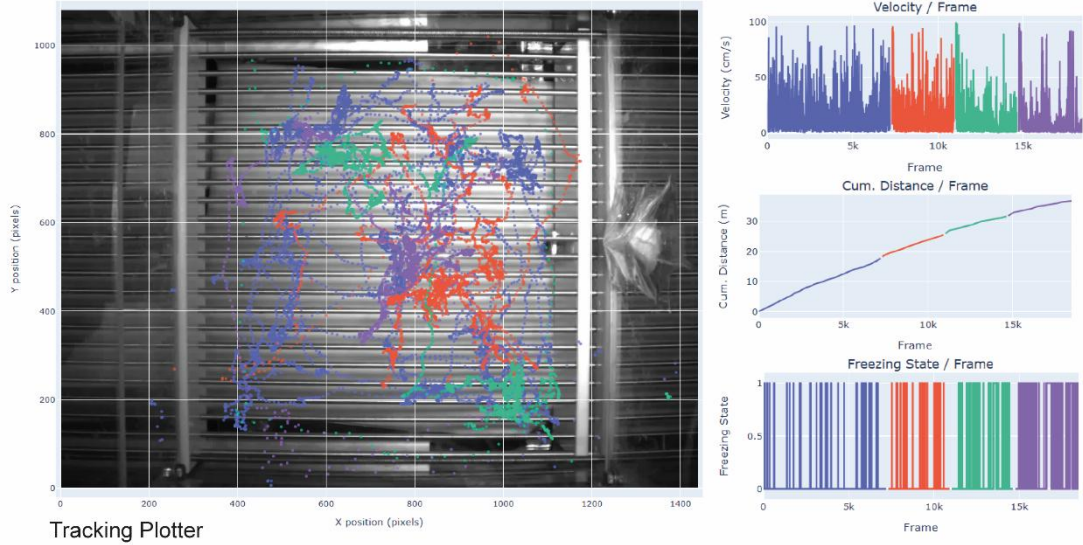 1000
800
600
400
200
0
Y position (pixels)
0 200 400 600 800 1000 1200 1400
X position (pixels)
Tracking Plotter
Velocity / Frame
100
50
0
Velocity (cm/s)
0 5k 10k 15k
Frame
Cum. Distance / Frame
30
20
10
0
Cum. Distance (m)
0 5k 10k 15k
Frame
Freezing State / Frame
1
0.5
0
Freezing State
0 5k 10k 15k
Frame